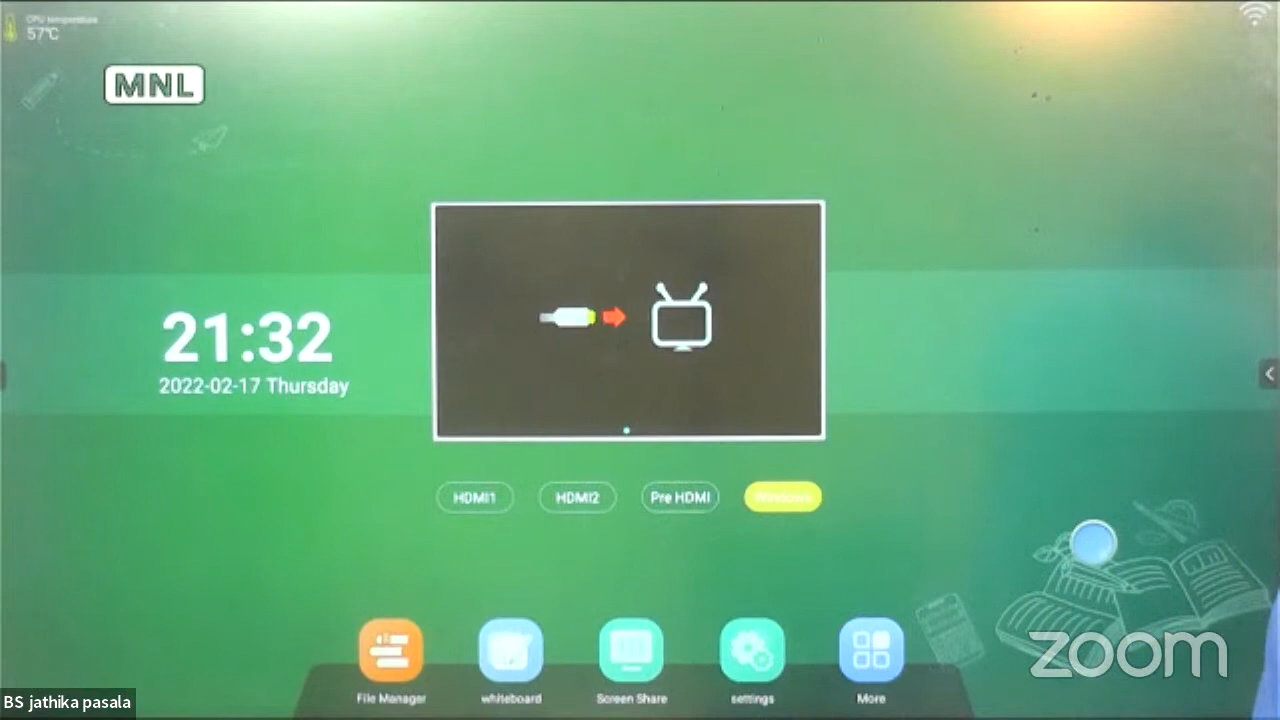 CPU temperature
57℃
MNL
21:32
2022-02-17 Thursday
HDMI1
HDMI2
Pre HDMI
Windows
File Manager
whiteboard
Screen Share
settings
More
zoom
BS jathika pasala